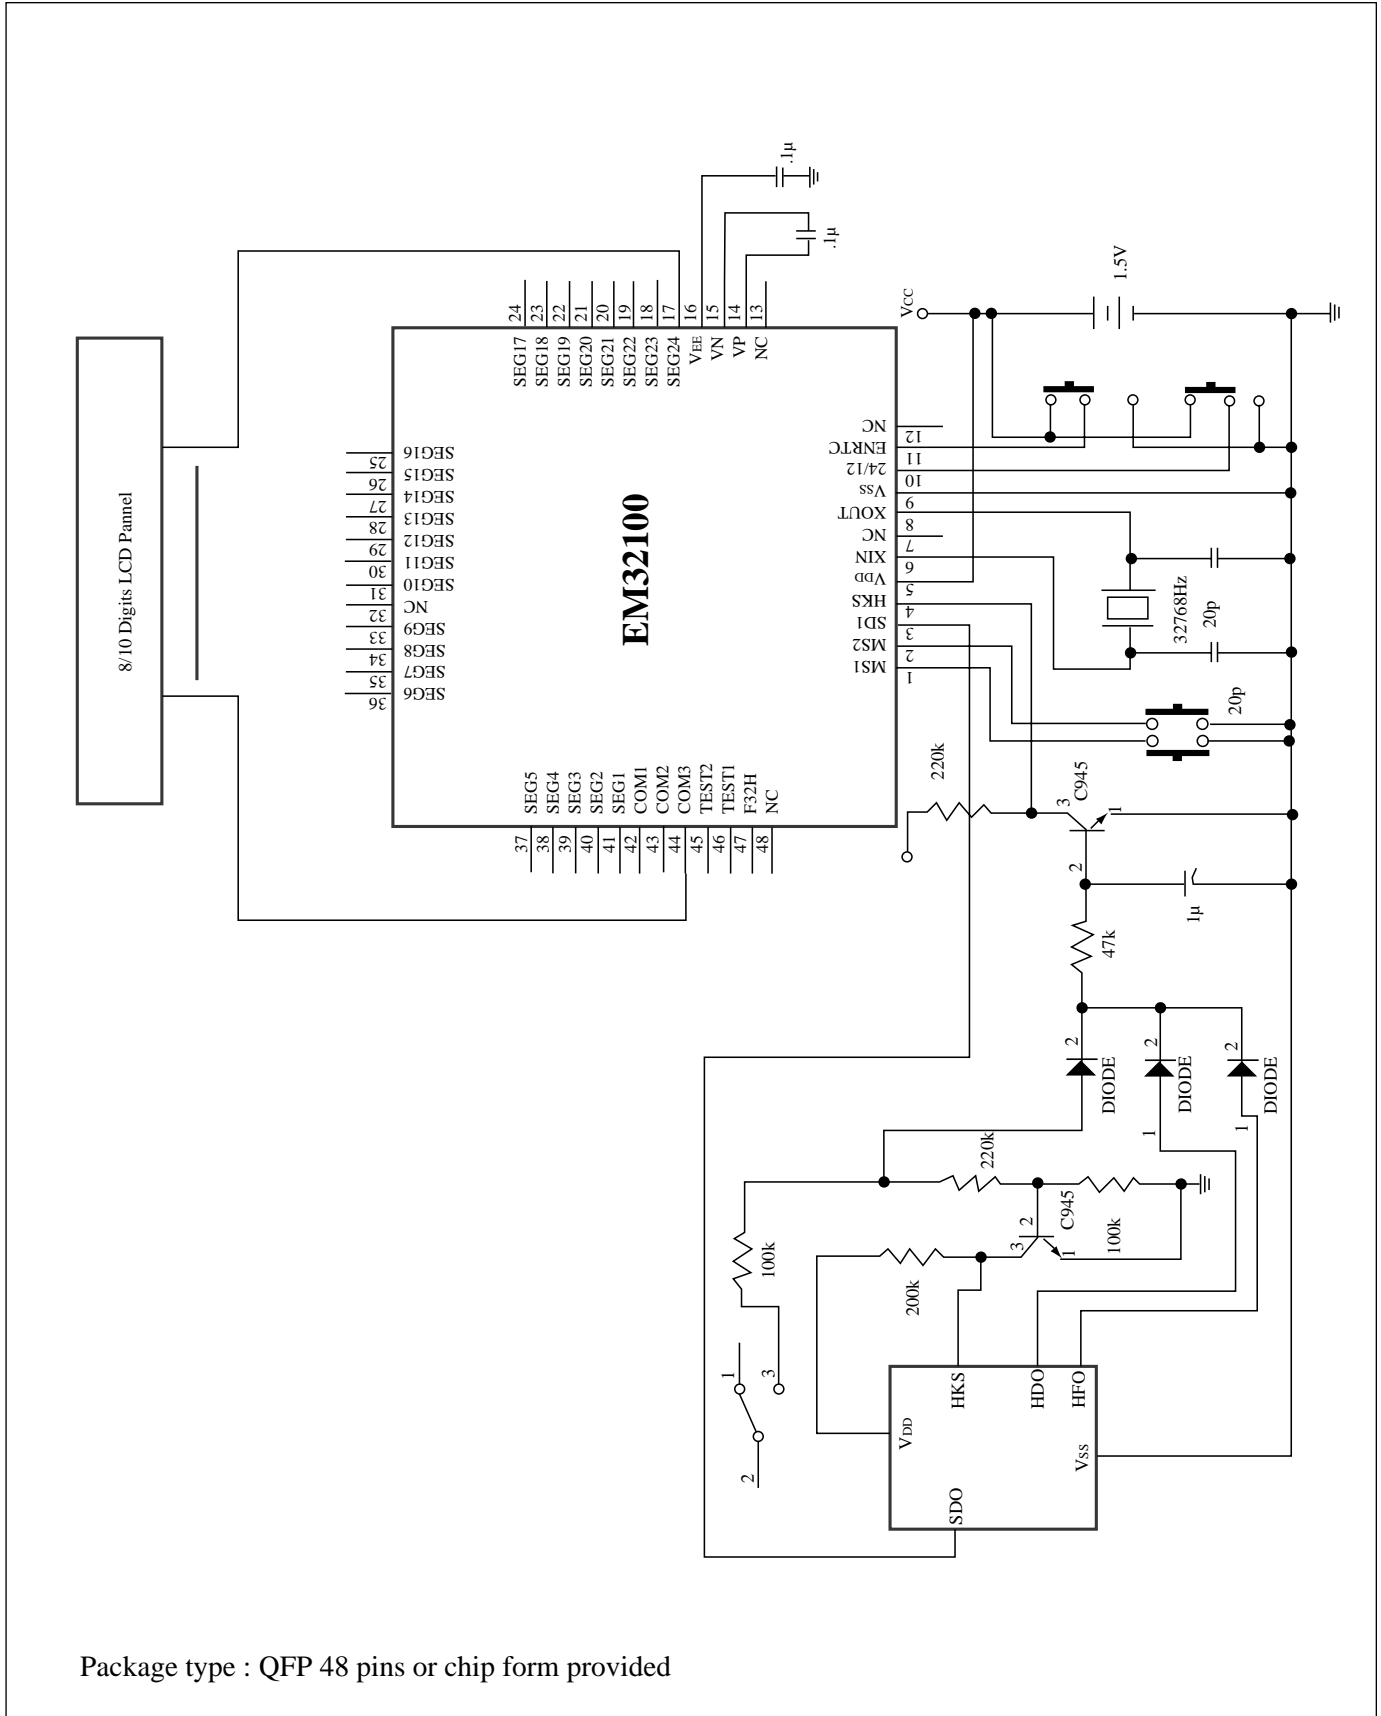 .1µ
.1µ
8/10 Digits LCD Pannel
EM32100
24
23
22
21
20
19
18
17
16
15
14
13
SEG17
SEG18
SEG19
SEG20
SEG21
SEG22
SEG23
SEG24
VEE
VN
VP
NC
VCC
1.5V
SEG16
25
SEG15
26
SEG14
27
SEG13
28
SEG12
29
SEG11
30
SEG10
31
NC
32
SEG9
33
SEG8
34
SEG7
35
SEG6
36
NC
12
ENRTC
11
24/12
10
VSS
9
XOUT
8
NC
7
XIN
6
VDD
5
HKS
4
SD1
3
MS2
2
MS1
1
32768Hz
20p
20p
SEG5
SEG4
SEG3
SEG2
SEG1
COM1
COM2
COM3
TEST2
TEST1
F32H
NC
37
38
39
40
41
42
43
44
45
46
47
48
220k
3
C945
1
2
1µ
47k
2
DIODE
2
DIODE
1
2
DIODE
1
220k
100k
2
C945
3
1
100k
200k
1
3
2
HKS
HDO
HFO
VDD
VSS
SDO
Package type : QFP 48 pins or chip form provided